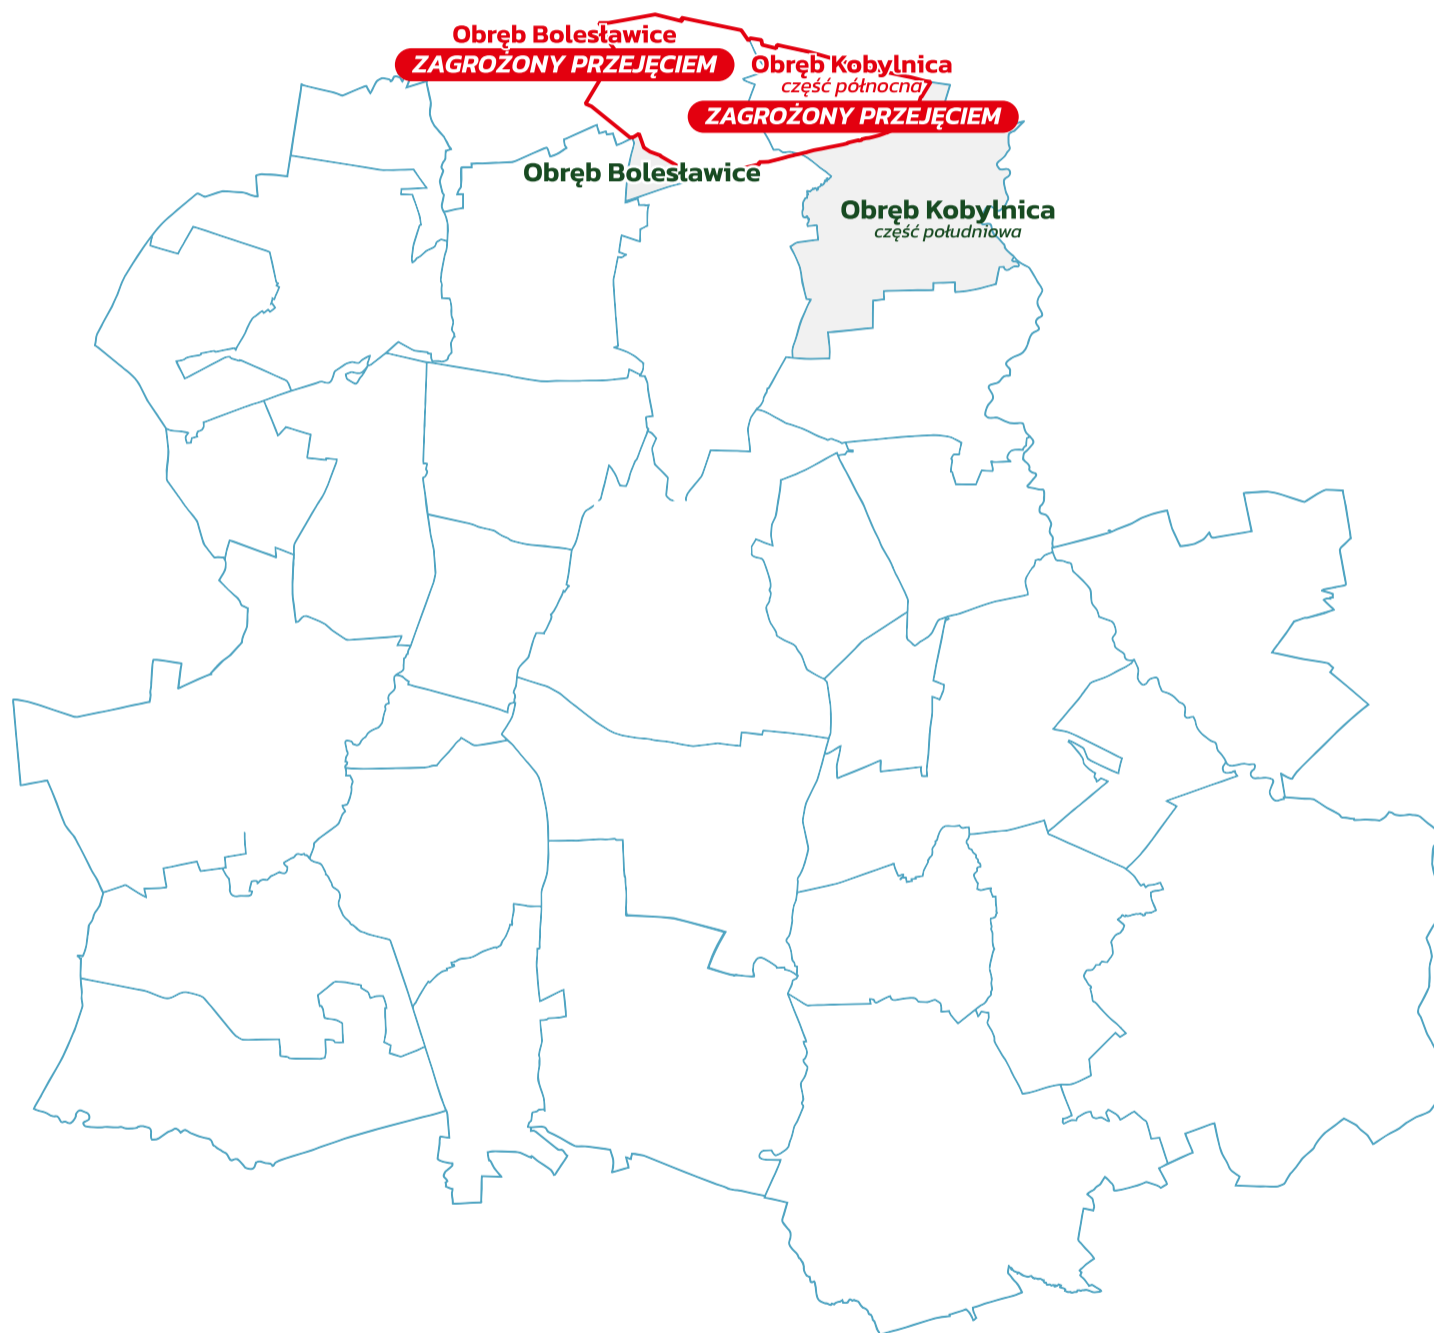 Obręb Bolesławice
ZAGROŻONY PRZEJĘCIEM
Obręb Kobylnica
część północna
ZAGROŻONY PRZEJĘCIEM
Obręb Bolesławice
Obręb Kobylnica
część południowa